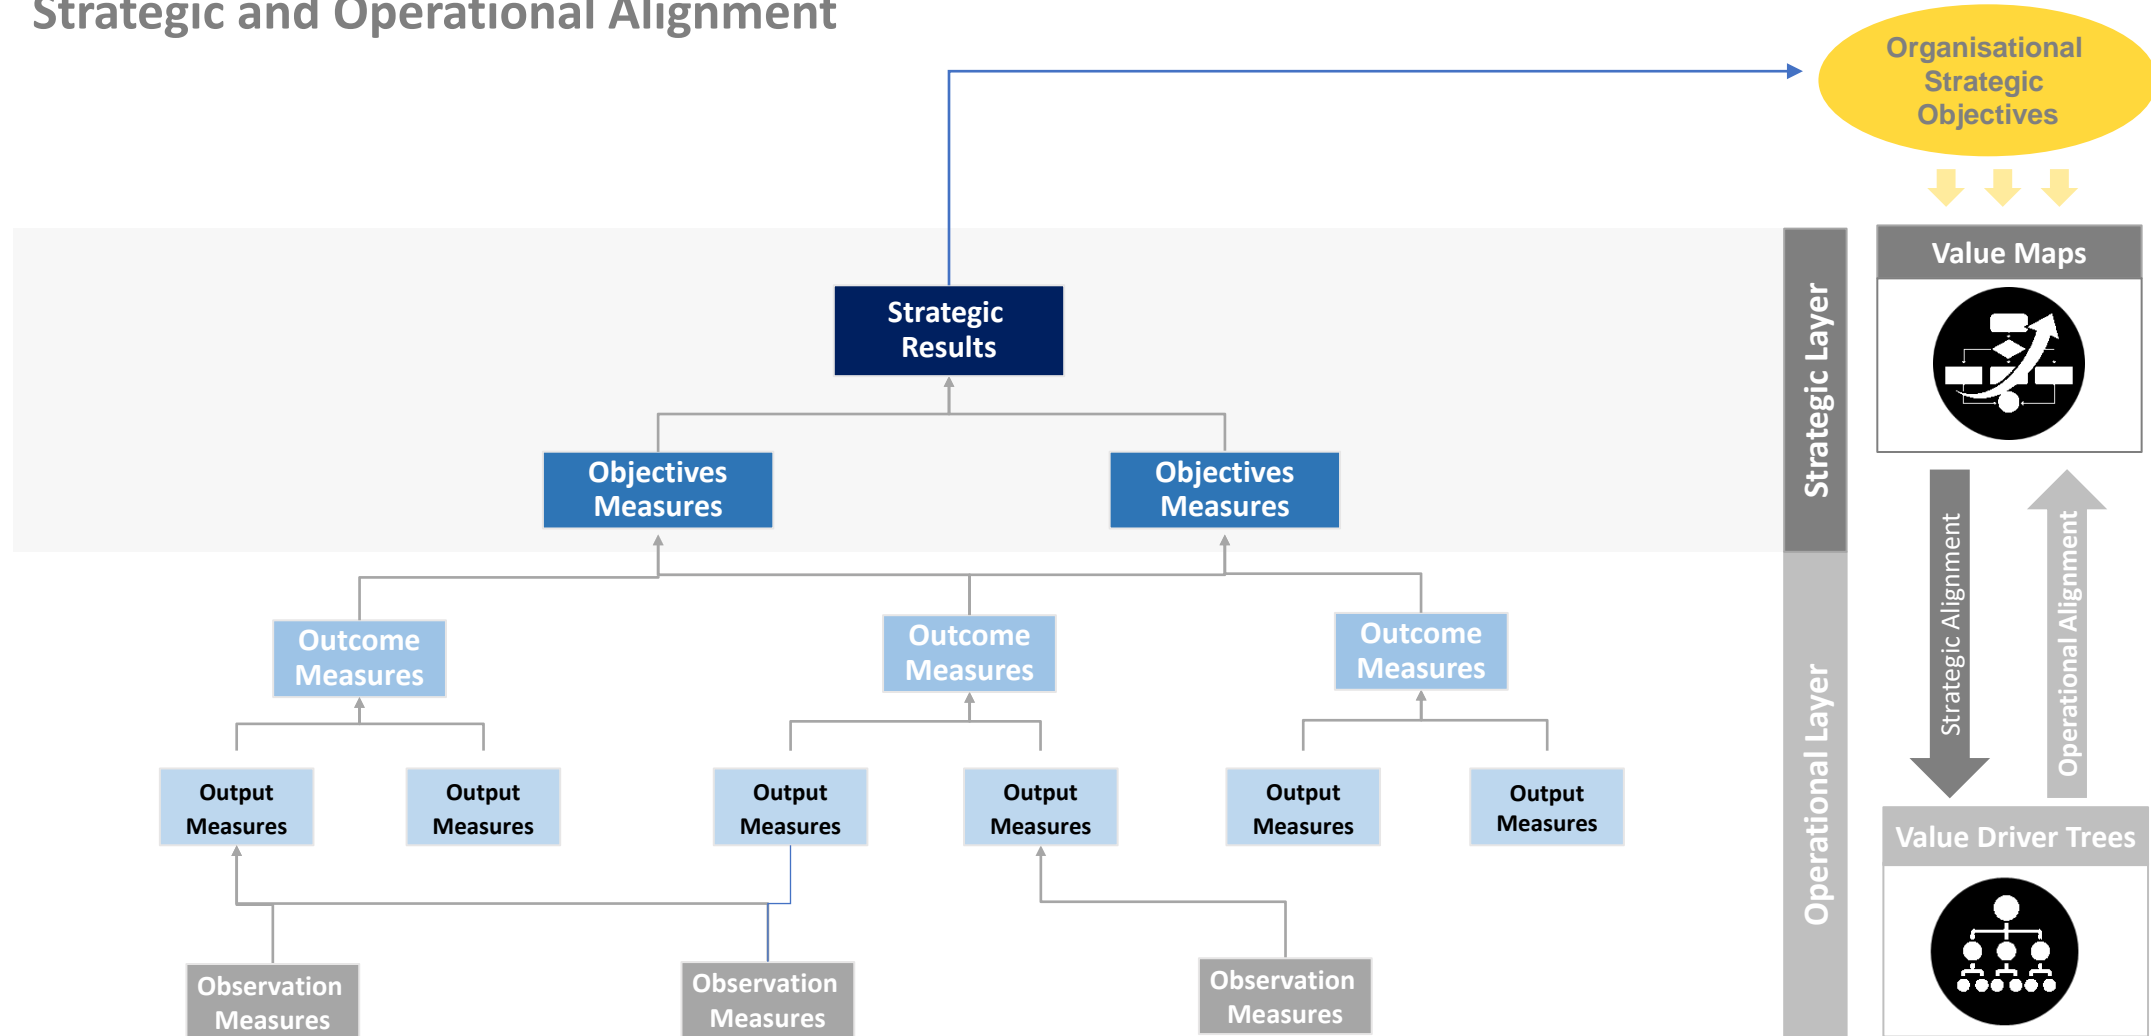 Strategic and Operational Alignment
Organisational
Strategic
Objectives
Value Maps
Strategic
Results
Strategic Layer
Objectives
Measures
Objectives
Measures
Strategic Alignment
Operational Alignment
Outcome
Measures
Outcome
Measures
Outcome
Measures
Operational Layer
Output
Measures
Output
Measures
Output
Measures
Output
Measures
Output
Measures
Output
Measures
Value Driver Trees
Observation
Measures
Observation
Measures
Observation
Measures